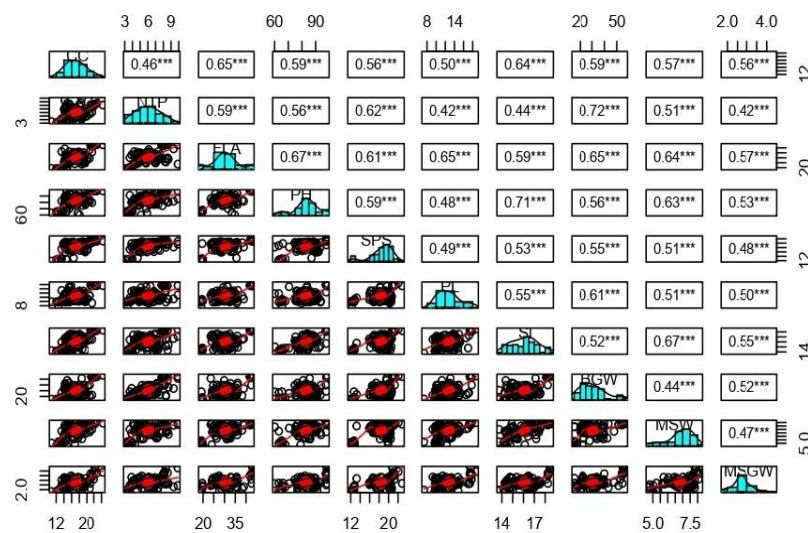 3 6 9 60 90 8 14 20 50 2.0 4.0
CC 0.46*** 0.65*** 0.59*** 0.56*** 0.50*** 0.64*** 0.59*** 0.57*** 0.56*** 12
3 NTP 0.59*** 0.56*** 0.62*** 0.42*** 0.44*** 0.72*** 0.51*** 0.42***
FLA 0.67*** 0.61*** 0.65*** 0.59*** 0.65*** 0.64*** 0.57*** 20
60 PH 0.59*** 0.48*** 0.71*** 0.56*** 0.63*** 0.53***
SPS 0.49*** 0.53*** 0.55*** 0.51*** 0.48*** 12
8 PL 0.55*** 0.61*** 0.51*** 0.50***
SL 0.52*** 0.67*** 0.55*** 14
20 BGW 0.44*** 0.52***
MSW 0.47*** 5.0
2.0 MSGW
12 20 20 35 12 20 14 17 5.0 7.5